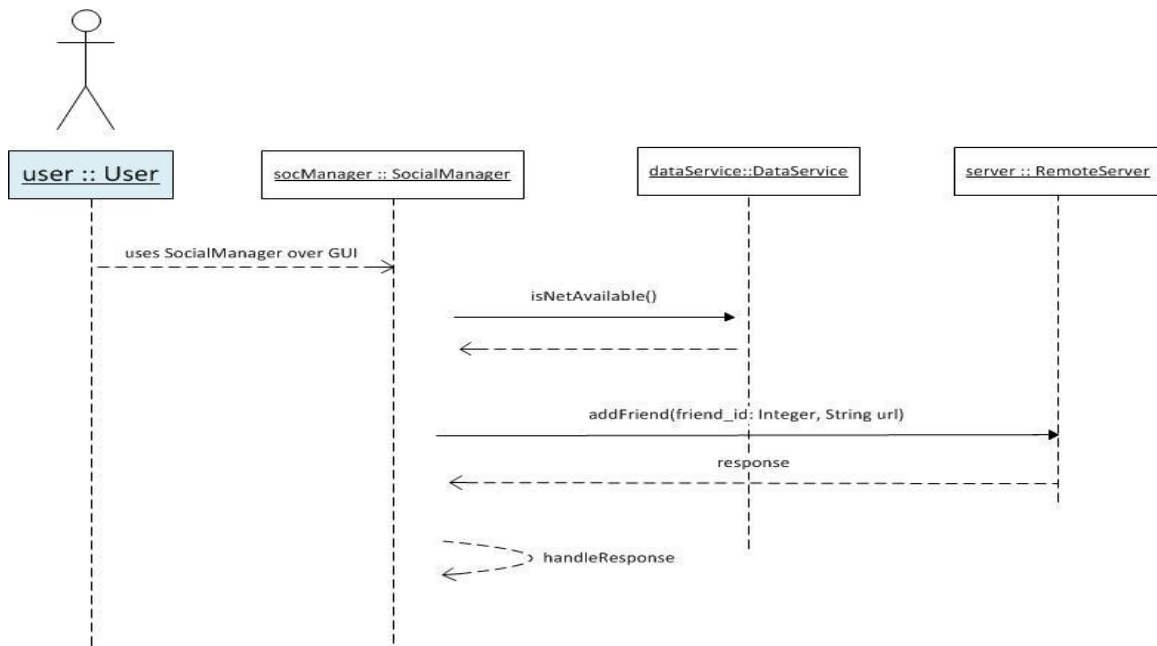 user :: User
socManager :: SocialManager
dataService::DataService
server :: RemoteServer
uses SocialManager over GUI
isNetAvailable()
addFriend(friend_id: Integer, String url)
response
handleResponse